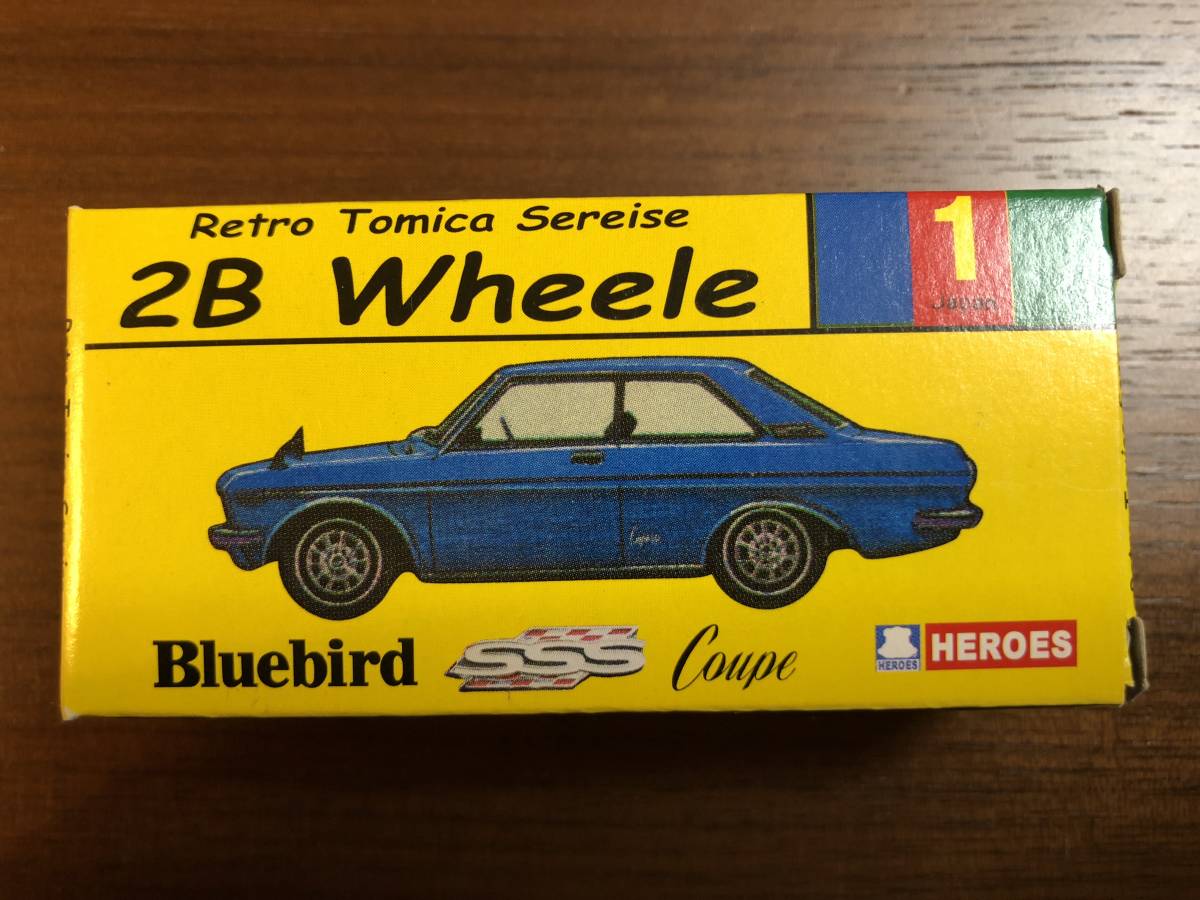 Retro Tomica Sereise
2B Wheele
1
Japan
Bluebird SSS Coupe
HEROES
HEROES